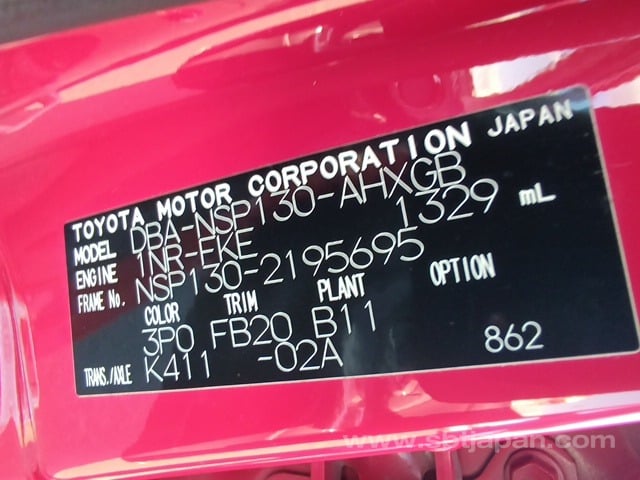 TOYOTA MOTOR CORPORATION JAPAN
MODEL DBA-NSP130-AHXGB
ENGINE 1NR-EKE 1329 mL
FRAME No. NSP130-2195695
COLOR TRIM PLANT OPTION
3P0 FB20 B11
TRANS./AXLE K411 -02A 862
www.sbtjapan.com